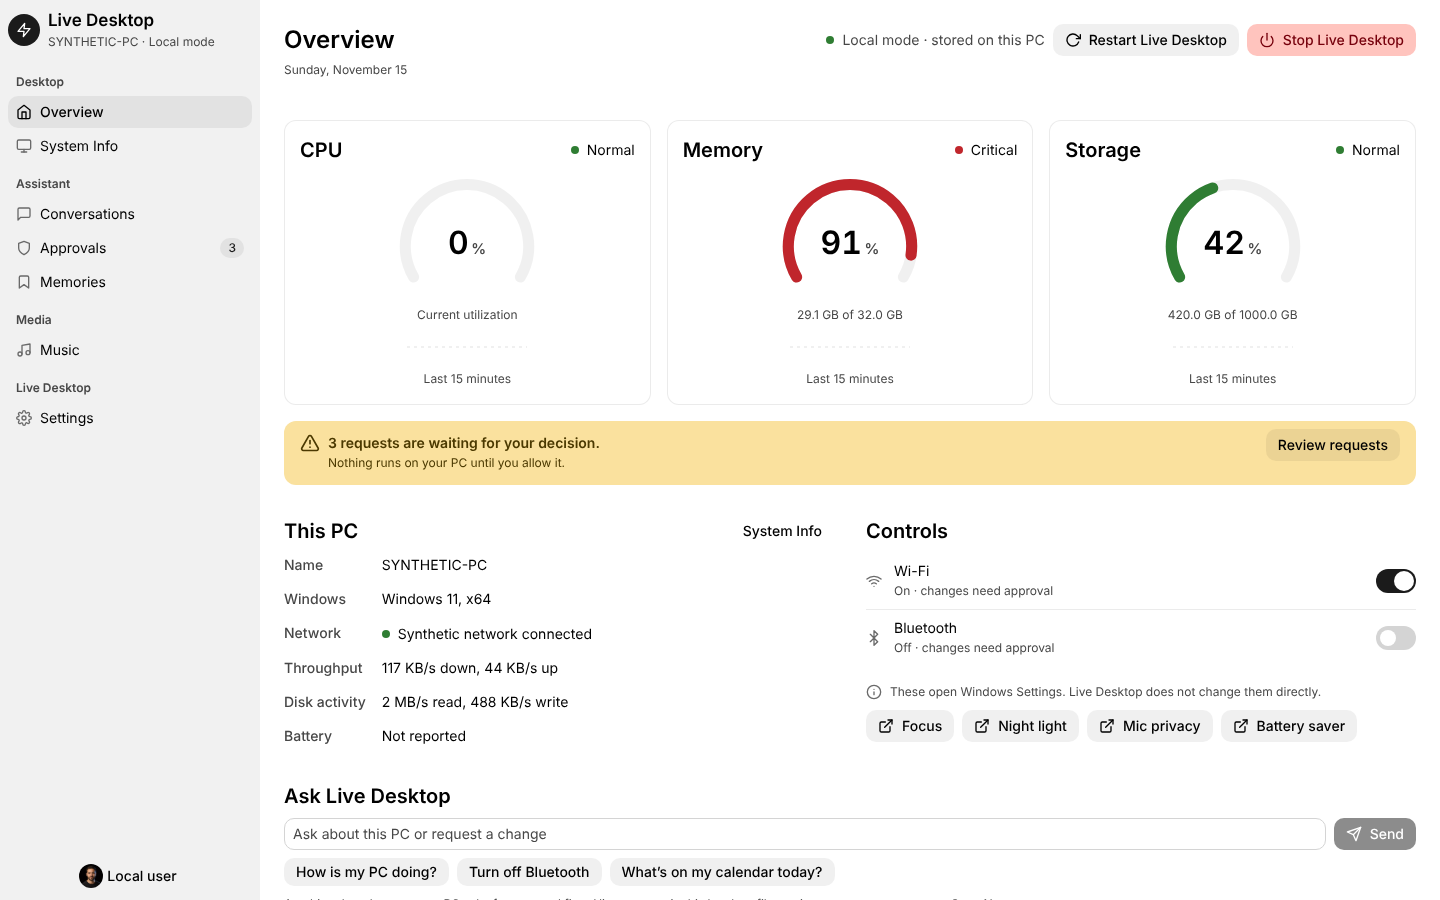 Live Desktop
SYNTHETIC-PC · Local mode
Desktop
Overview
System Info
Assistant
Conversations
Approvals 3
Memories
Media
Music
Live Desktop
Settings
Local user
Overview
Sunday, November 15
Local mode · stored on this PC
Restart Live Desktop
Stop Live Desktop
CPU
Normal
0 %
Current utilization
Last 15 minutes
Memory
Critical
91 %
29.1 GB of 32.0 GB
Last 15 minutes
Storage
Normal
42 %
420.0 GB of 1000.0 GB
Last 15 minutes
3 requests are waiting for your decision.
Nothing runs on your PC until you allow it.
Review requests
This PC
System Info
Name SYNTHETIC-PC
Windows Windows 11, x64
Network Synthetic network connected
Throughput 117 KB/s down, 44 KB/s up
Disk activity 2 MB/s read, 488 KB/s write
Battery Not reported
Controls
Wi-Fi
On · changes need approval
Bluetooth
Off · changes need approval
These open Windows Settings. Live Desktop does not change them directly.
Focus
Night light
Mic privacy
Battery saver
Ask Live Desktop
Ask about this PC or request a change
Send
How is my PC doing?
Turn off Bluetooth
What’s on my calendar today?